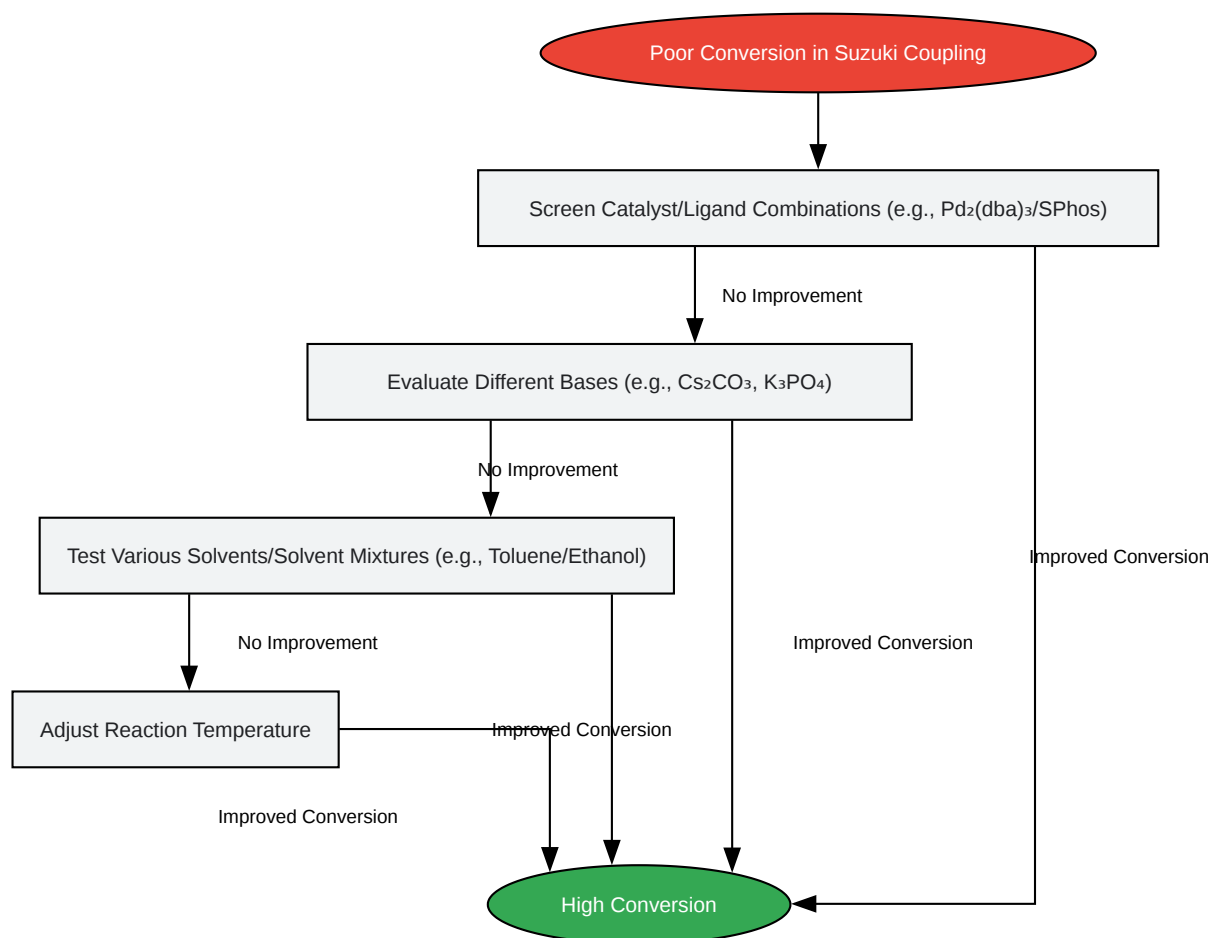 Poor Conversion in Suzuki Coupling
Screen Catalyst/Ligand Combinations (e.g., Pd₂(dba)₃/SPhos)
No Improvement
Evaluate Different Bases (e.g., Cs₂CO₃, K₃PO₄)
No Improvement
Test Various Solvents/Solvent Mixtures (e.g., Toluene/Ethanol)
Improved Conversion
No Improvement
Improved Conversion
Adjust Reaction Temperature
Improved Conversion
Improved Conversion
High Conversion